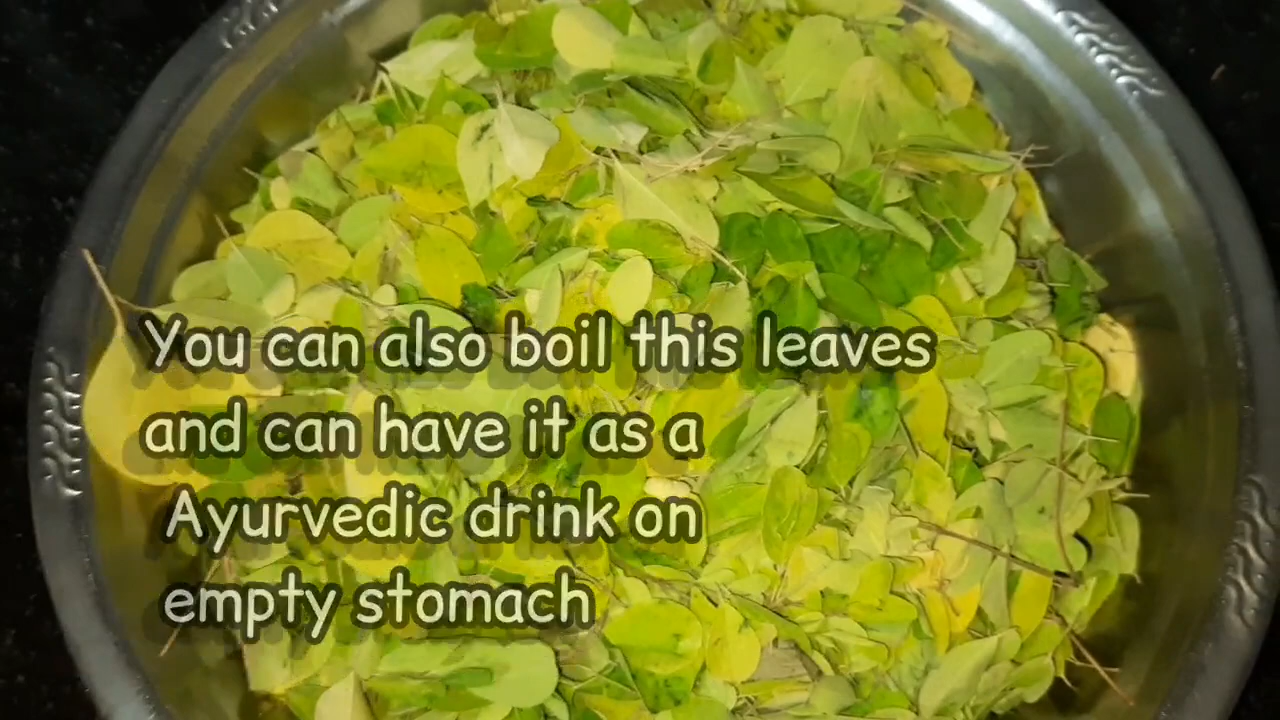 You can also boil this leaves
and can have it as a
Ayurvedic drink on
empty stomach